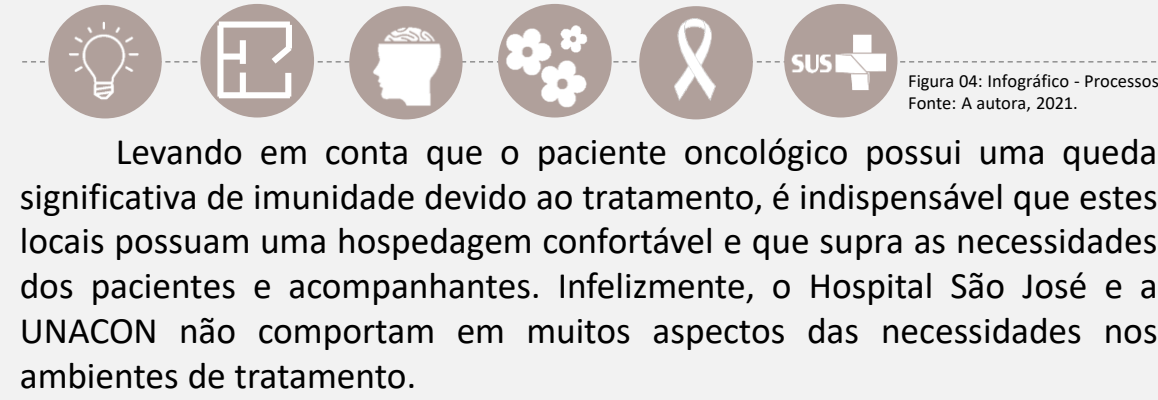 SUS
Figura 04: Infográfico - Processos
Fonte: A autora, 2021.
Levando em conta que o paciente oncológico possui uma queda
significativa de imunidade devido ao tratamento, é indispensável que estes
locais possuam uma hospedagem confortável e que supra as necessidades
dos pacientes e acompanhantes. Infelizmente, o Hospital São José e a
UNACON não comportam em muitos aspectos das necessidades nos
ambientes de tratamento.